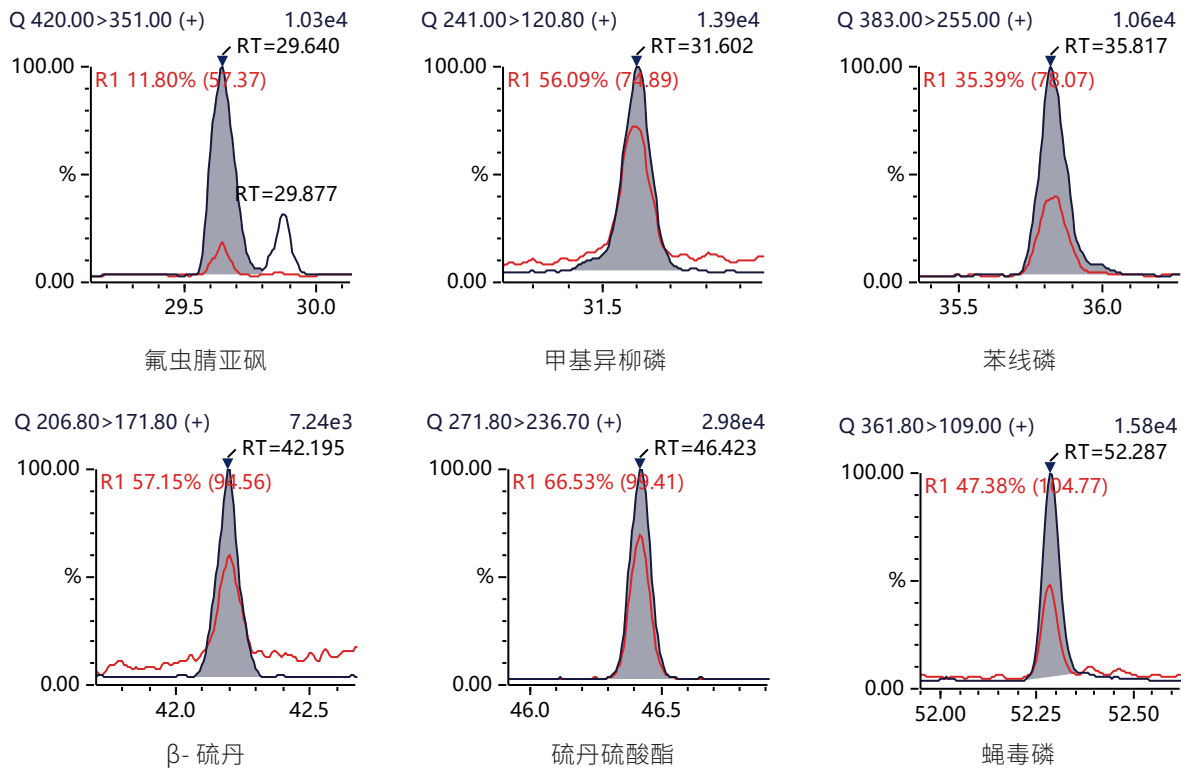 Q 420.00>351.00 (+) 1.03e4
RT=29.640
100.00
R1 11.80% (57.37)
%
RT=29.877
0.00
29.5 30.0
氟虫腈亚砜
Q 241.00>120.80 (+) 1.39e4
RT=31.602
100.00
R1 56.09% (74.89)
%
0.00
31.5
甲基异柳磷
Q 383.00>255.00 (+) 1.06e4
RT=35.817
100.00
R1 35.39% (78.07)
%
0.00
35.5 36.0
苯线磷
Q 206.80>171.80 (+) 7.24e3
RT=42.195
100.00
R1 57.15% (94.56)
%
0.00
42.0 42.5
β- 硫丹
Q 271.80>236.70 (+) 2.98e4
RT=46.423
100.00
R1 66.53% (99.41)
%
0.00
46.0 46.5
硫丹硫酸酯
Q 361.80>109.00 (+) 1.58e4
RT=52.287
100.00
R1 47.38% (104.77)
%
0.00
52.00 52.25 52.50
蝇毒磷